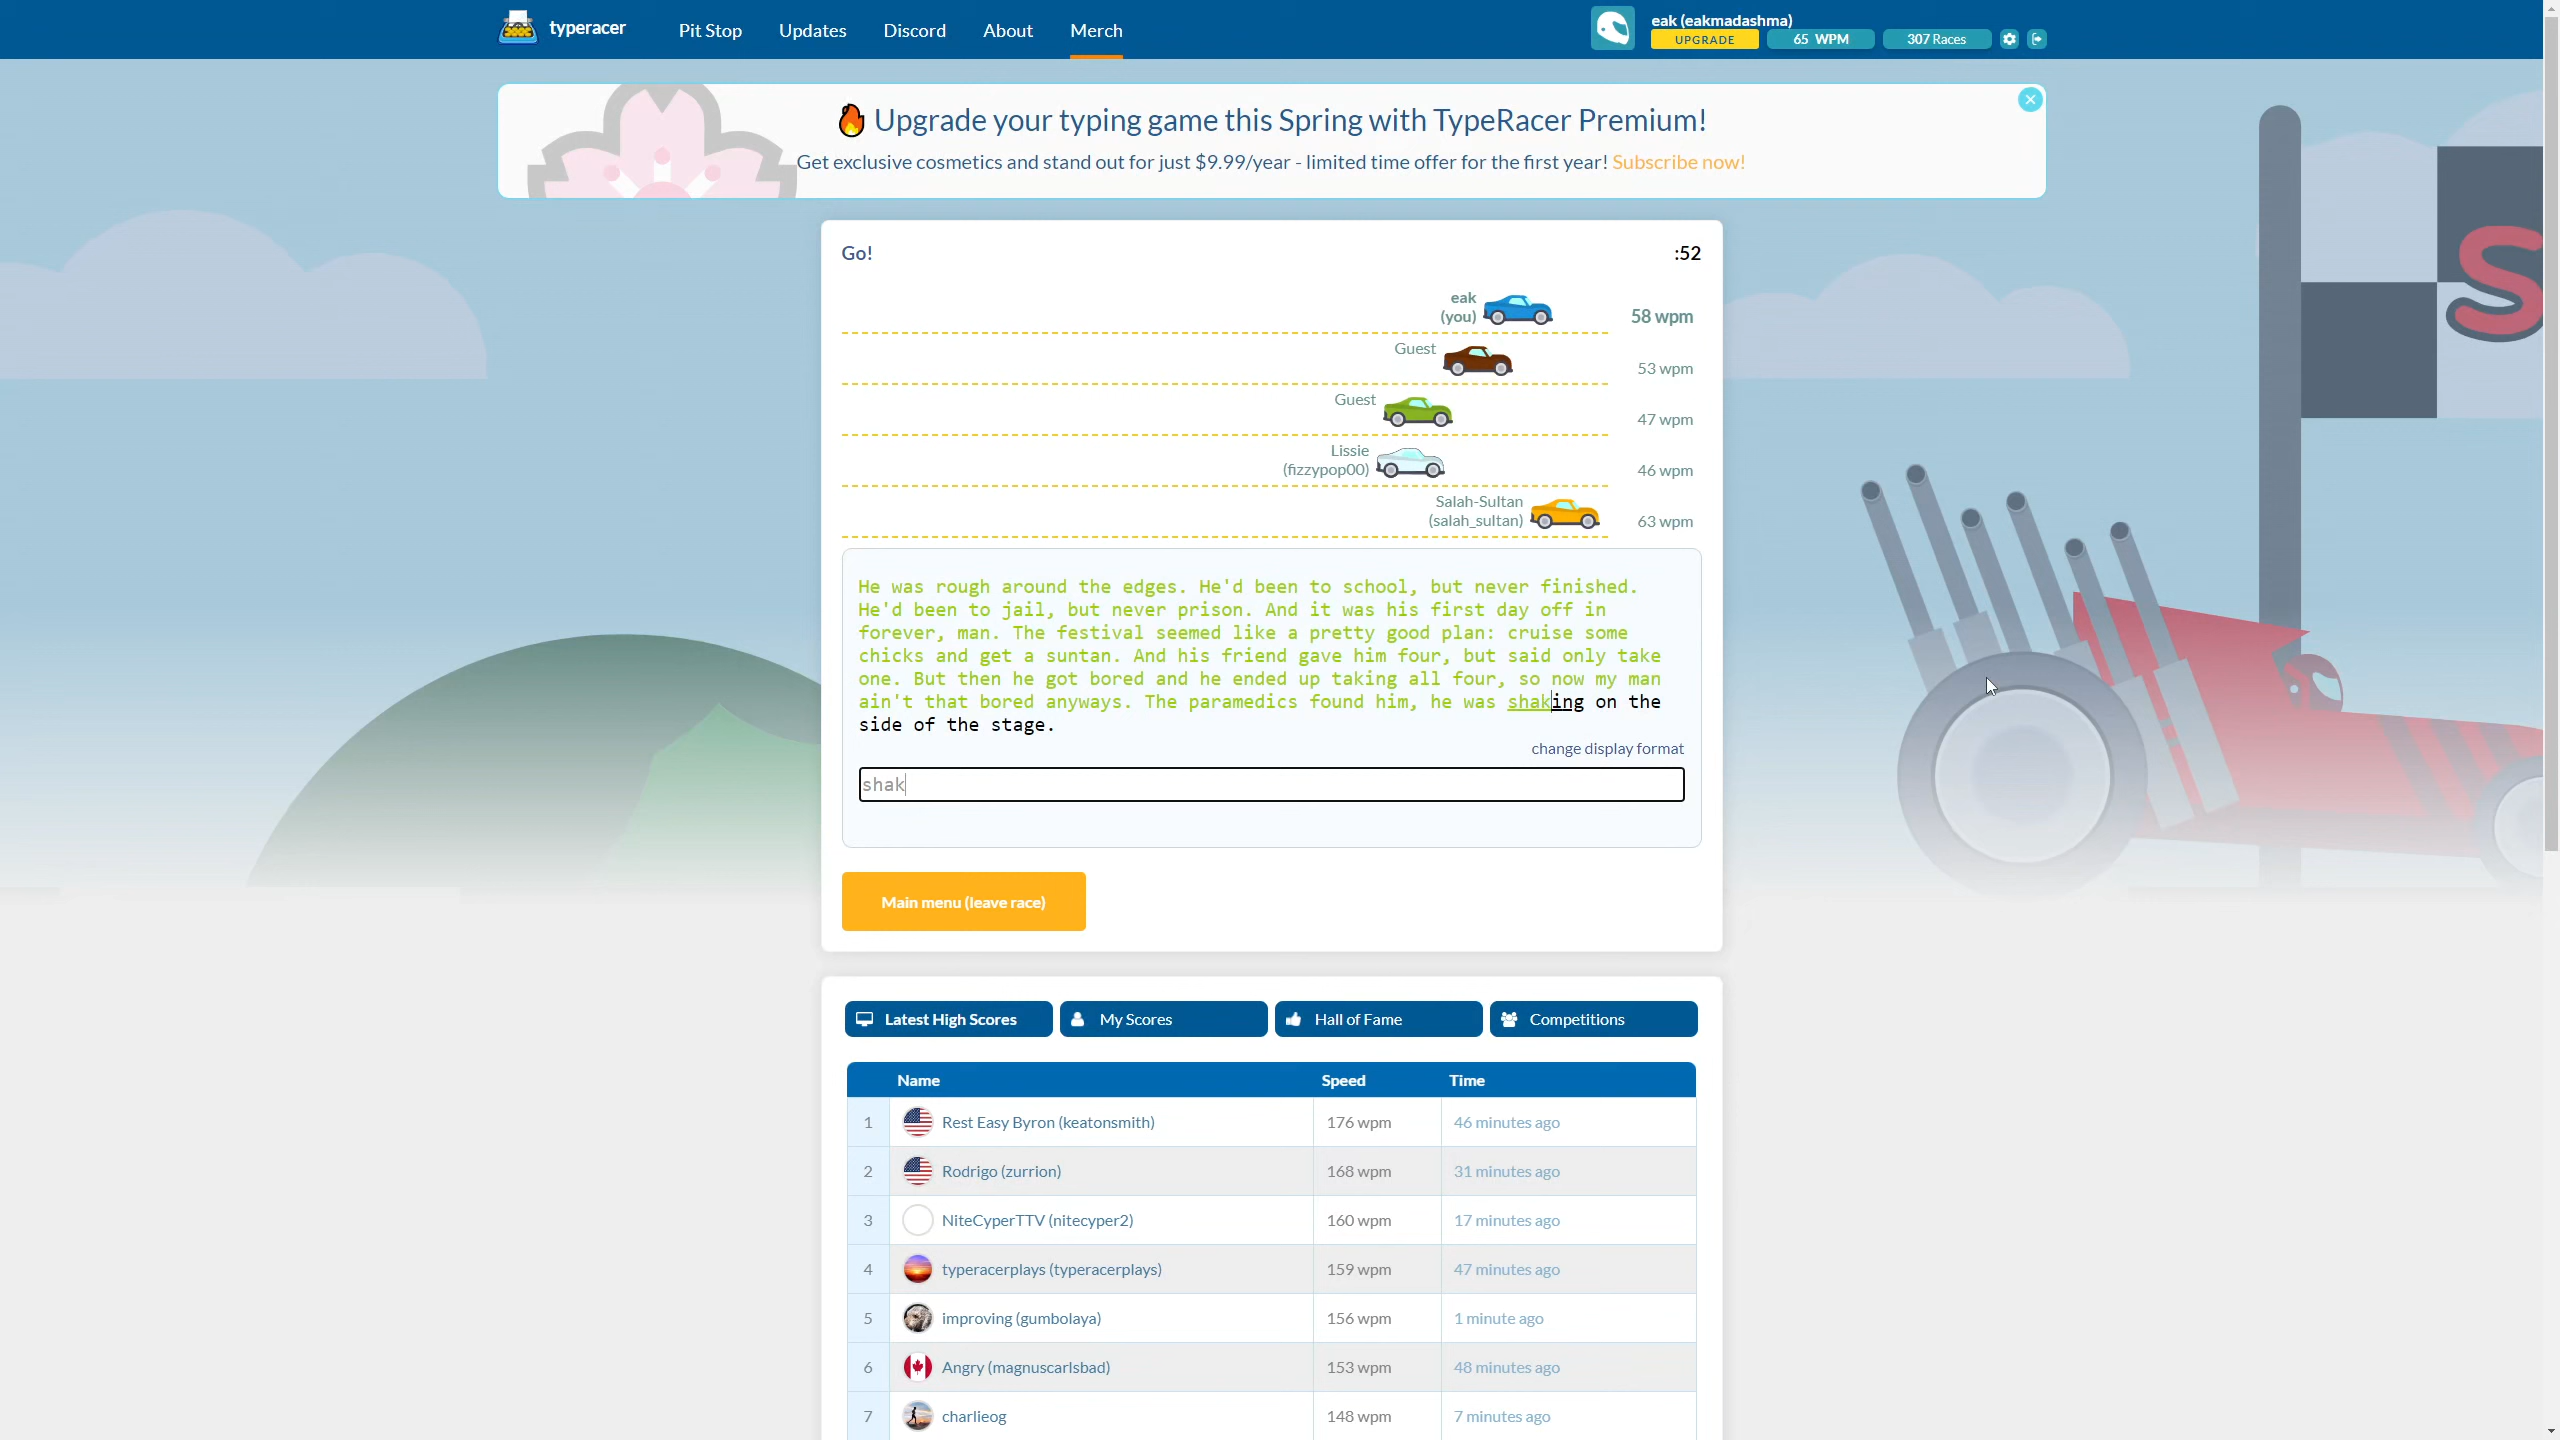 typeracer
Pit Stop
Updates
Discord
About
Merch
eak (eakmadashma)
UPGRADE
65 WPM
307 Races
🔥 Upgrade your typing game this Spring with TypeRacer Premium!
Get exclusive cosmetics and stand out for just $9.99/year - limited time offer for the first year! Subscribe now!
Go!
:52
eak
(you)
58 wpm
Guest
53 wpm
Guest
47 wpm
Lissie
(fizzypop00)
46 wpm
Salah-Sultan
(salah_sultan)
63 wpm
He was rough around the edges. He'd been to school, but never finished.
He'd been to jail, but never prison. And it was his first day off in
forever, man. The festival seemed like a pretty good plan: cruise some
chicks and get a suntan. And his friend gave him four, but said only take
one. But then he got bored and he ended up taking all four, so now my man
ain't that bored anyways. The paramedics found him, he was shaking on the
side of the stage.
change display format
shak
Main menu (leave race)
Latest High Scores
My Scores
Hall of Fame
Competitions
Name Speed Time
1 Rest Easy Byron (keatonsmith) 176 wpm 46 minutes ago
2 Rodrigo (zurrion) 168 wpm 31 minutes ago
3 NiteCyperTTV (nitecyper2) 160 wpm 17 minutes ago
4 typeracerplays (typeracerplays) 159 wpm 47 minutes ago
5 improving (gumbolaya) 156 wpm 1 minute ago
6 Angry (magnuscarlsbad) 153 wpm 48 minutes ago
7 charlieog 148 wpm 7 minutes ago
S